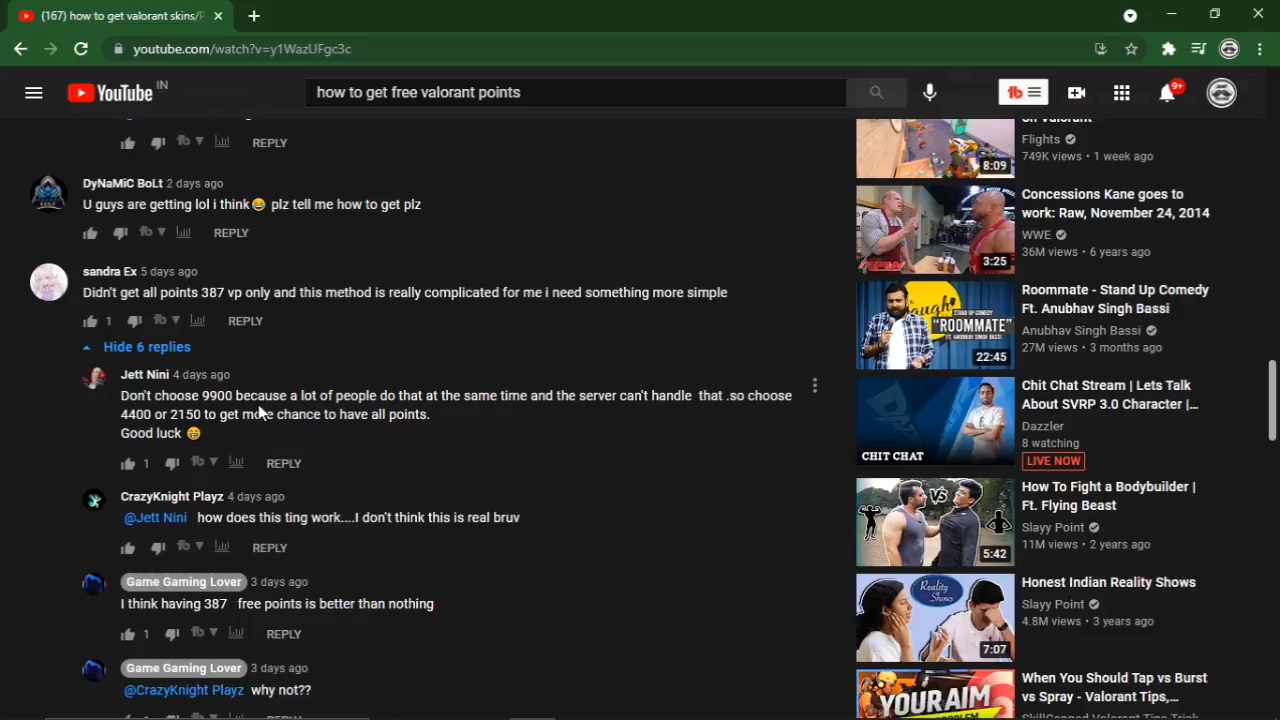 (167) how to get valorant skins/
youtube.com/watch?v=y1WazUFgc3c
YouTube IN
how to get free valorant points
9+
REPLY
DyNaMiC BoLt 2 days ago
U guys are getting lol i think😂 plz tell me how to get plz
REPLY
sandra Ex 5 days ago
Didn't get all points 387 vp only and this method is really complicated for me i need something more simple
1 REPLY
Hide 6 replies
Jett Nini 4 days ago
Don't choose 9900 because a lot of people do that at the same time and the server can't handle that .so choose
4400 or 2150 to get more chance to have all points.
Good luck 😁
1 REPLY
CrazyKnight Playz 4 days ago
@Jett Nini how does this ting work....I don't think this is real bruv
REPLY
Game Gaming Lover 3 days ago
I think having 387 free points is better than nothing
1 REPLY
Game Gaming Lover 3 days ago
@CrazyKnight Playz why not??
Flights
749K views • 1 week ago
8:09
Concessions Kane goes to
work: Raw, November 24, 2014
WWE
36M views • 6 years ago
3:25
Roommate - Stand Up Comedy
Ft. Anubhav Singh Bassi
Anubhav Singh Bassi
27M views • 3 months ago
"ROOMMATE"
22:45
Chit Chat Stream | Lets Talk
About SVRP 3.0 Character |...
Dazzler
8 watching
LIVE NOW
CHIT CHAT
How To Fight a Bodybuilder |
Ft. Flying Beast
Slayy Point
11M views • 2 years ago
VS
5:42
Honest Indian Reality Shows
Slayy Point
4.8M views • 3 years ago
Reality
Shows
7:07
When You Should Tap vs Burst
vs Spray - Valorant Tips,...
YOUR AIM